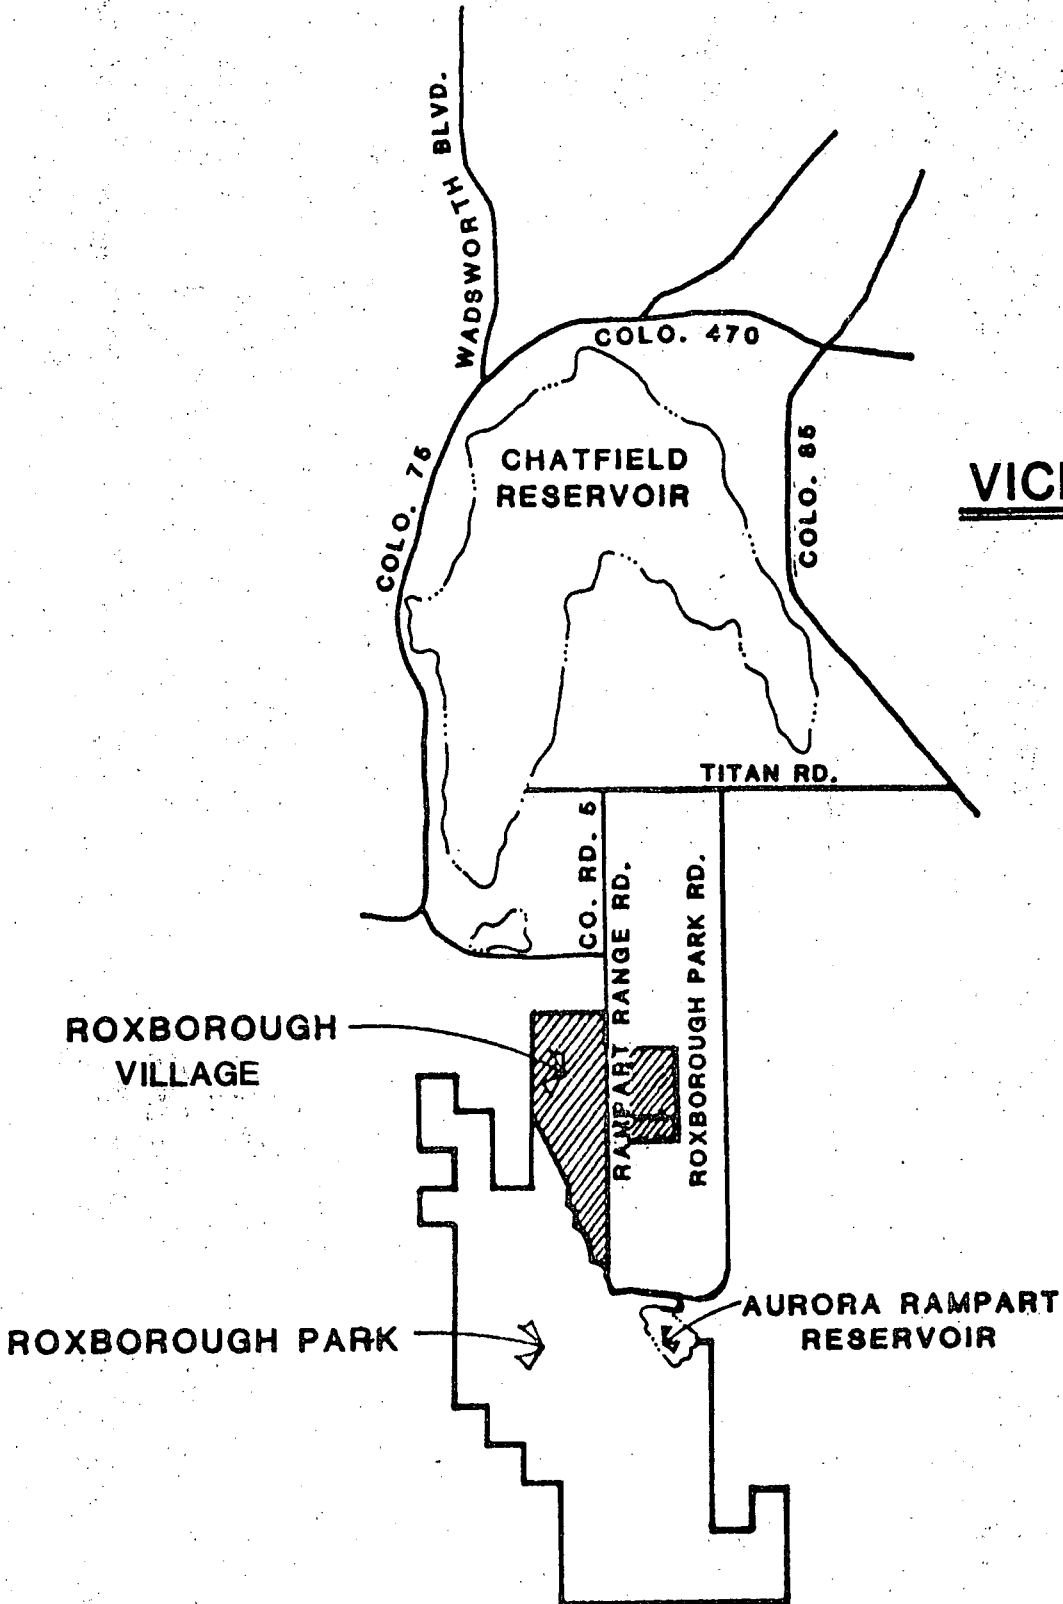 WADSWORTH BLVD.
COLO. 470
COLO. 75
CHATFIELD
RESERVOIR
COLO. 85
VICI
TITAN RD.
CO. RD. 5
RAMPART RANGE RD.
ROXBOROUGH PARK RD.
ROXBOROUGH
VILLAGE
AURORA RAMPART
RESERVOIR
ROXBOROUGH PARK